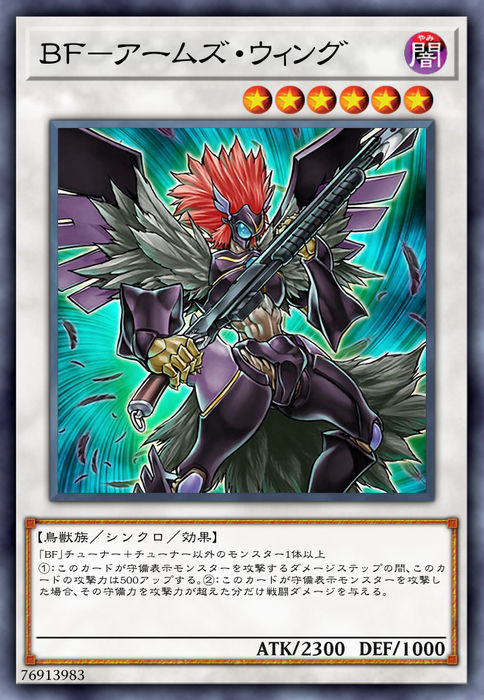 BF－アームズ・ウィング
やみ
闇
【鳥獣族／シンクロ／効果】
「BF」チューナー＋チューナー以外のモンスター1体以上
①：このカードが守備表示モンスターを攻撃するダメージステップの間、このカ
ードの攻撃力は500アップする。②：このカードが守備表示モンスターを攻撃し
た場合、その守備力を攻撃力が超えた分だけ戦闘ダメージを与える。
ATK/2300 DEF/1000
76913983